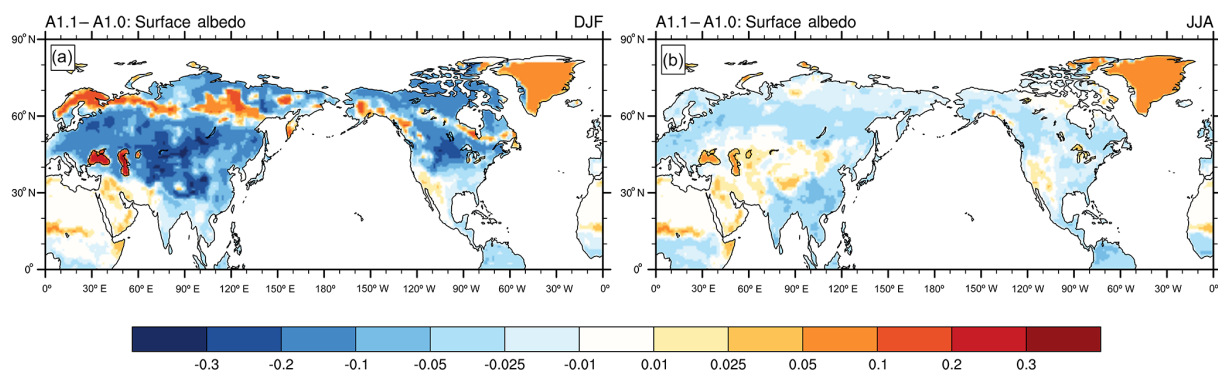 A1.1 – A1.0: Surface albedo DJF
A1.1 – A1.0: Surface albedo JJA
(a)
(b)
90° N
60° N
30° N
0°
90° N
60° N
30° N
0°
0° 30° E 60° E 90° E 120° E 150° E 180° 150° W 120° W 90° W 60° W 30° W 0°
0° 30° E 60° E 90° E 120° E 150° E 180° 150° W 120° W 90° W 60° W 30° W 0°
-0.3 -0.2 -0.1 -0.05 -0.025 -0.01 0.01 0.025 0.05 0.1 0.2 0.3